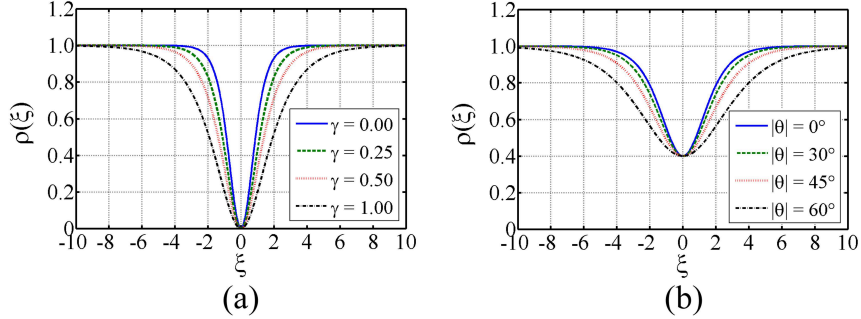 1.2
1.0
0.8
0.6
0.4
0.2
0
ρ(ξ)
γ = 0.00
γ = 0.25
γ = 0.50
γ = 1.00
-10 -8 -6 -4 -2 0 2 4 6 8 10
ξ
(a)
1.2
1.0
0.8
0.6
0.4
0.2
0
ρ(ξ)
|θ| = 0°
|θ| = 30°
|θ| = 45°
|θ| = 60°
-10 -8 -6 -4 -2 0 2 4 6 8 10
ξ
(b)